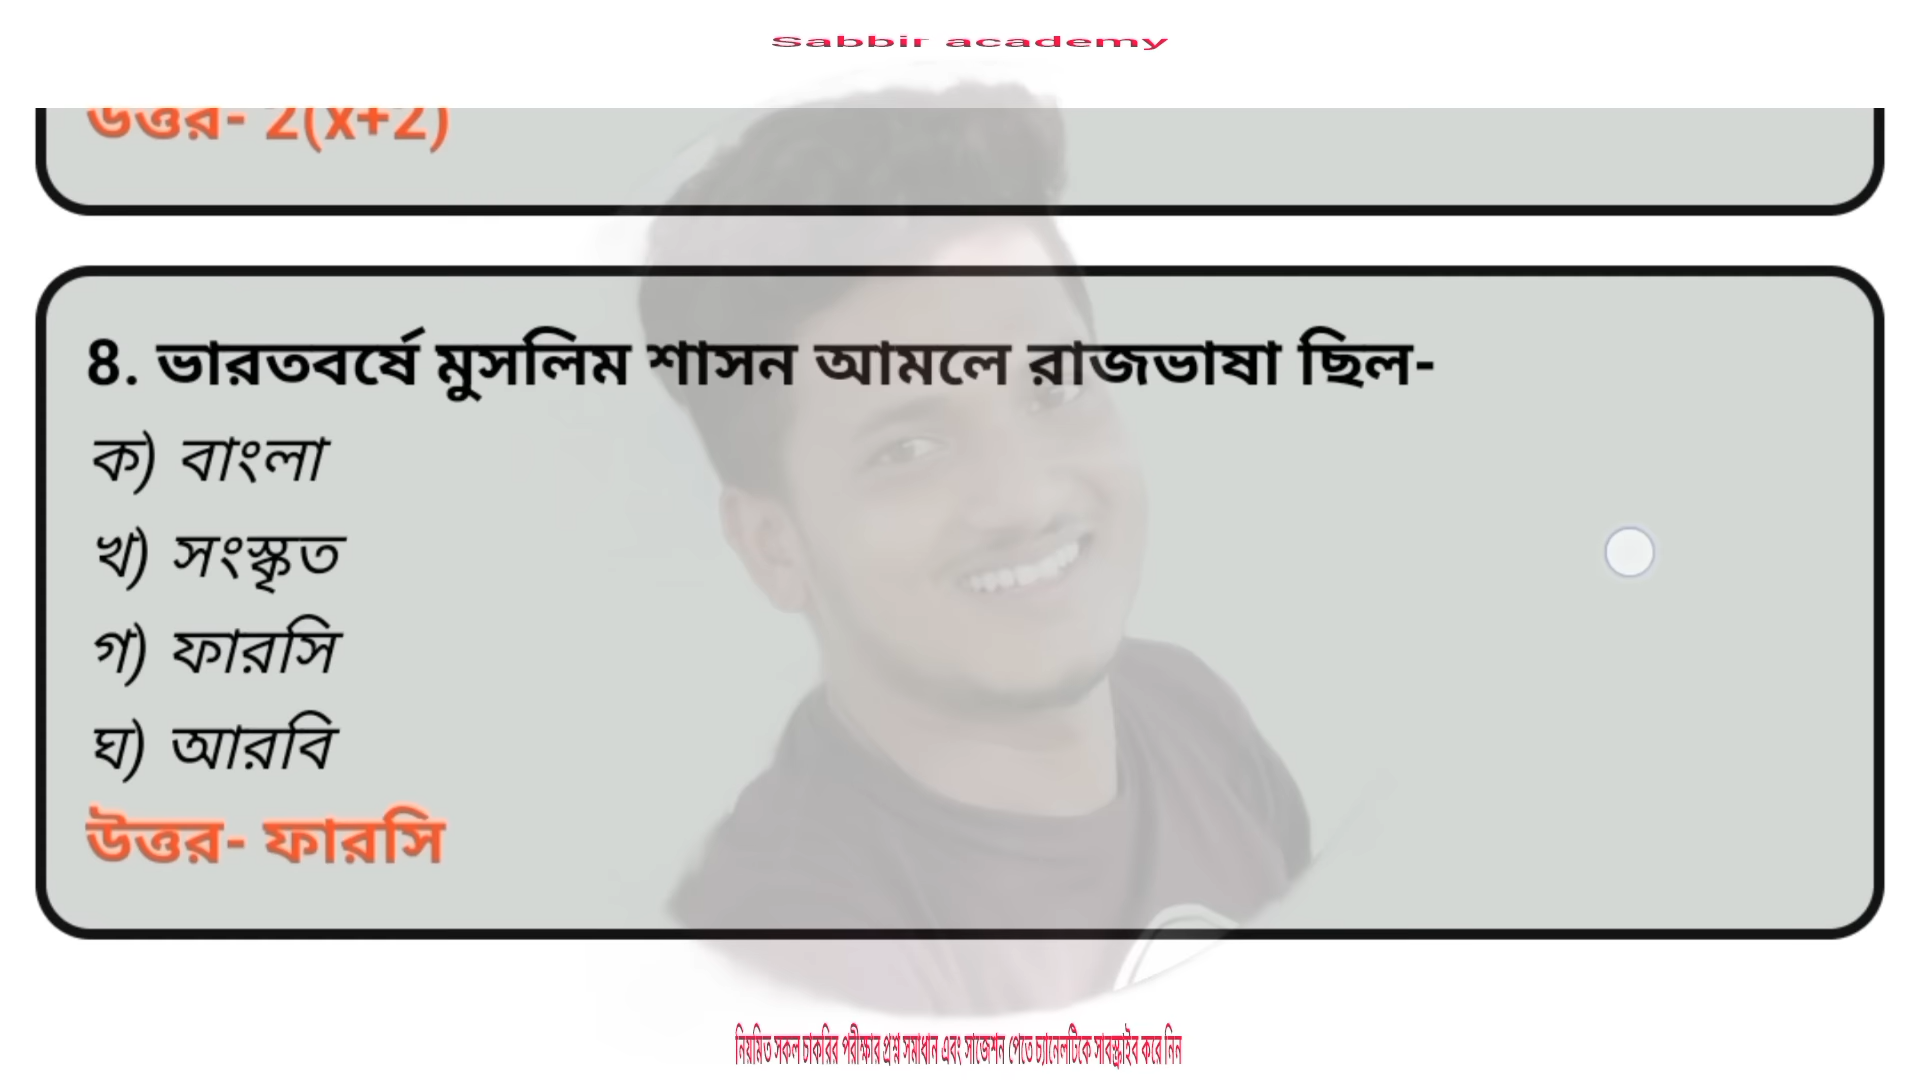 Sabbir academy
উত্তর- 2(x+2)
8. ভারতবর্ষে মুসলিম শাসন আমলে রাজভাষা ছিল-
ক) বাংলা
খ) সংস্কৃত
গ) ফারসি
ঘ) আরবি
উত্তর- ফারসি
নিয়মিত সকল চাকরির পরীক্ষার প্রশ্ন সমাধান এবং সাজেশন পেতে চ্যানেলটিকে সাবস্ক্রাইব করে নিন